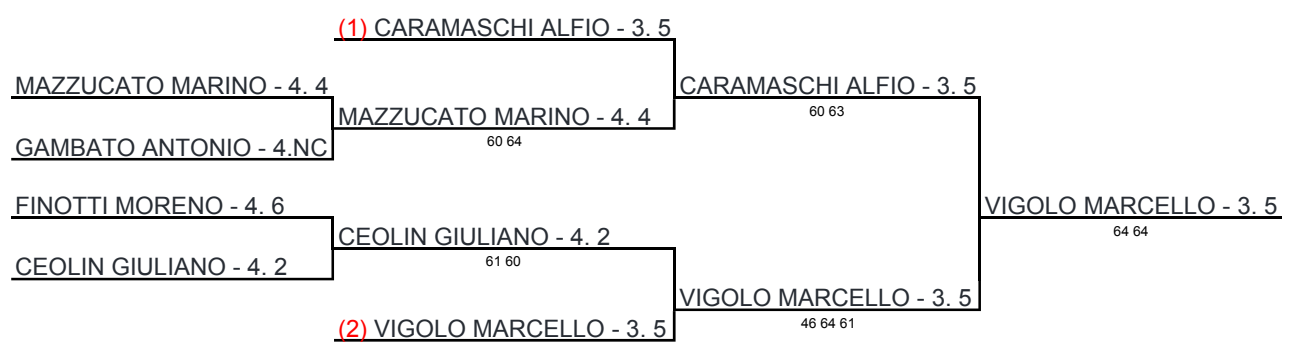 (1) CARAMASCHI ALFIO - 3. 5
MAZZUCATO MARINO - 4. 4
CARAMASCHI ALFIO - 3. 5
60 63
MAZZUCATO MARINO - 4. 4
60 64
GAMBATO ANTONIO - 4.NC
FINOTTI MORENO - 4. 6
VIGOLO MARCELLO - 3. 5
64 64
CEOLIN GIULIANO - 4. 2
61 60
CEOLIN GIULIANO - 4. 2
VIGOLO MARCELLO - 3. 5
46 64 61
(2) VIGOLO MARCELLO - 3. 5